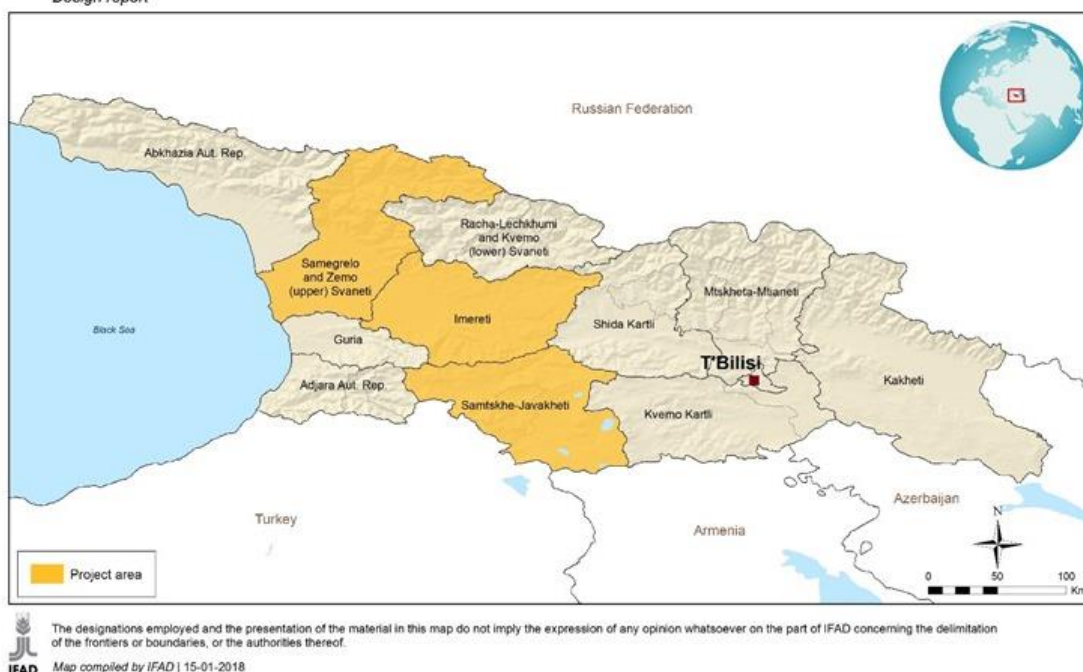 Design report
Russian Federation
Abkhazia Aut. Rep.
Racha-Lechkhumi
and Kvemo
(lower) Svaneti
Samegrelo
and Zemo
(upper) Svaneti
Mtskheta-Mtianeti
Imereti
Shida Kartli
Black Sea
Guria
T'Bilisi
Kakheti
Adjara Aut. Rep.
Samtskhe-Javakheti
Kvemo Kartli
Azerbaijan
Turkey
Armenia
N
Project area
0 50 100
Km
The designations employed and the presentation of the material in this map do not imply the expression of any opinion whatsoever on the part of IFAD concerning the delimitation
of the frontiers or boundaries, or the authorities thereof.
IFAD
Map compiled by IFAD | 15-01-2018